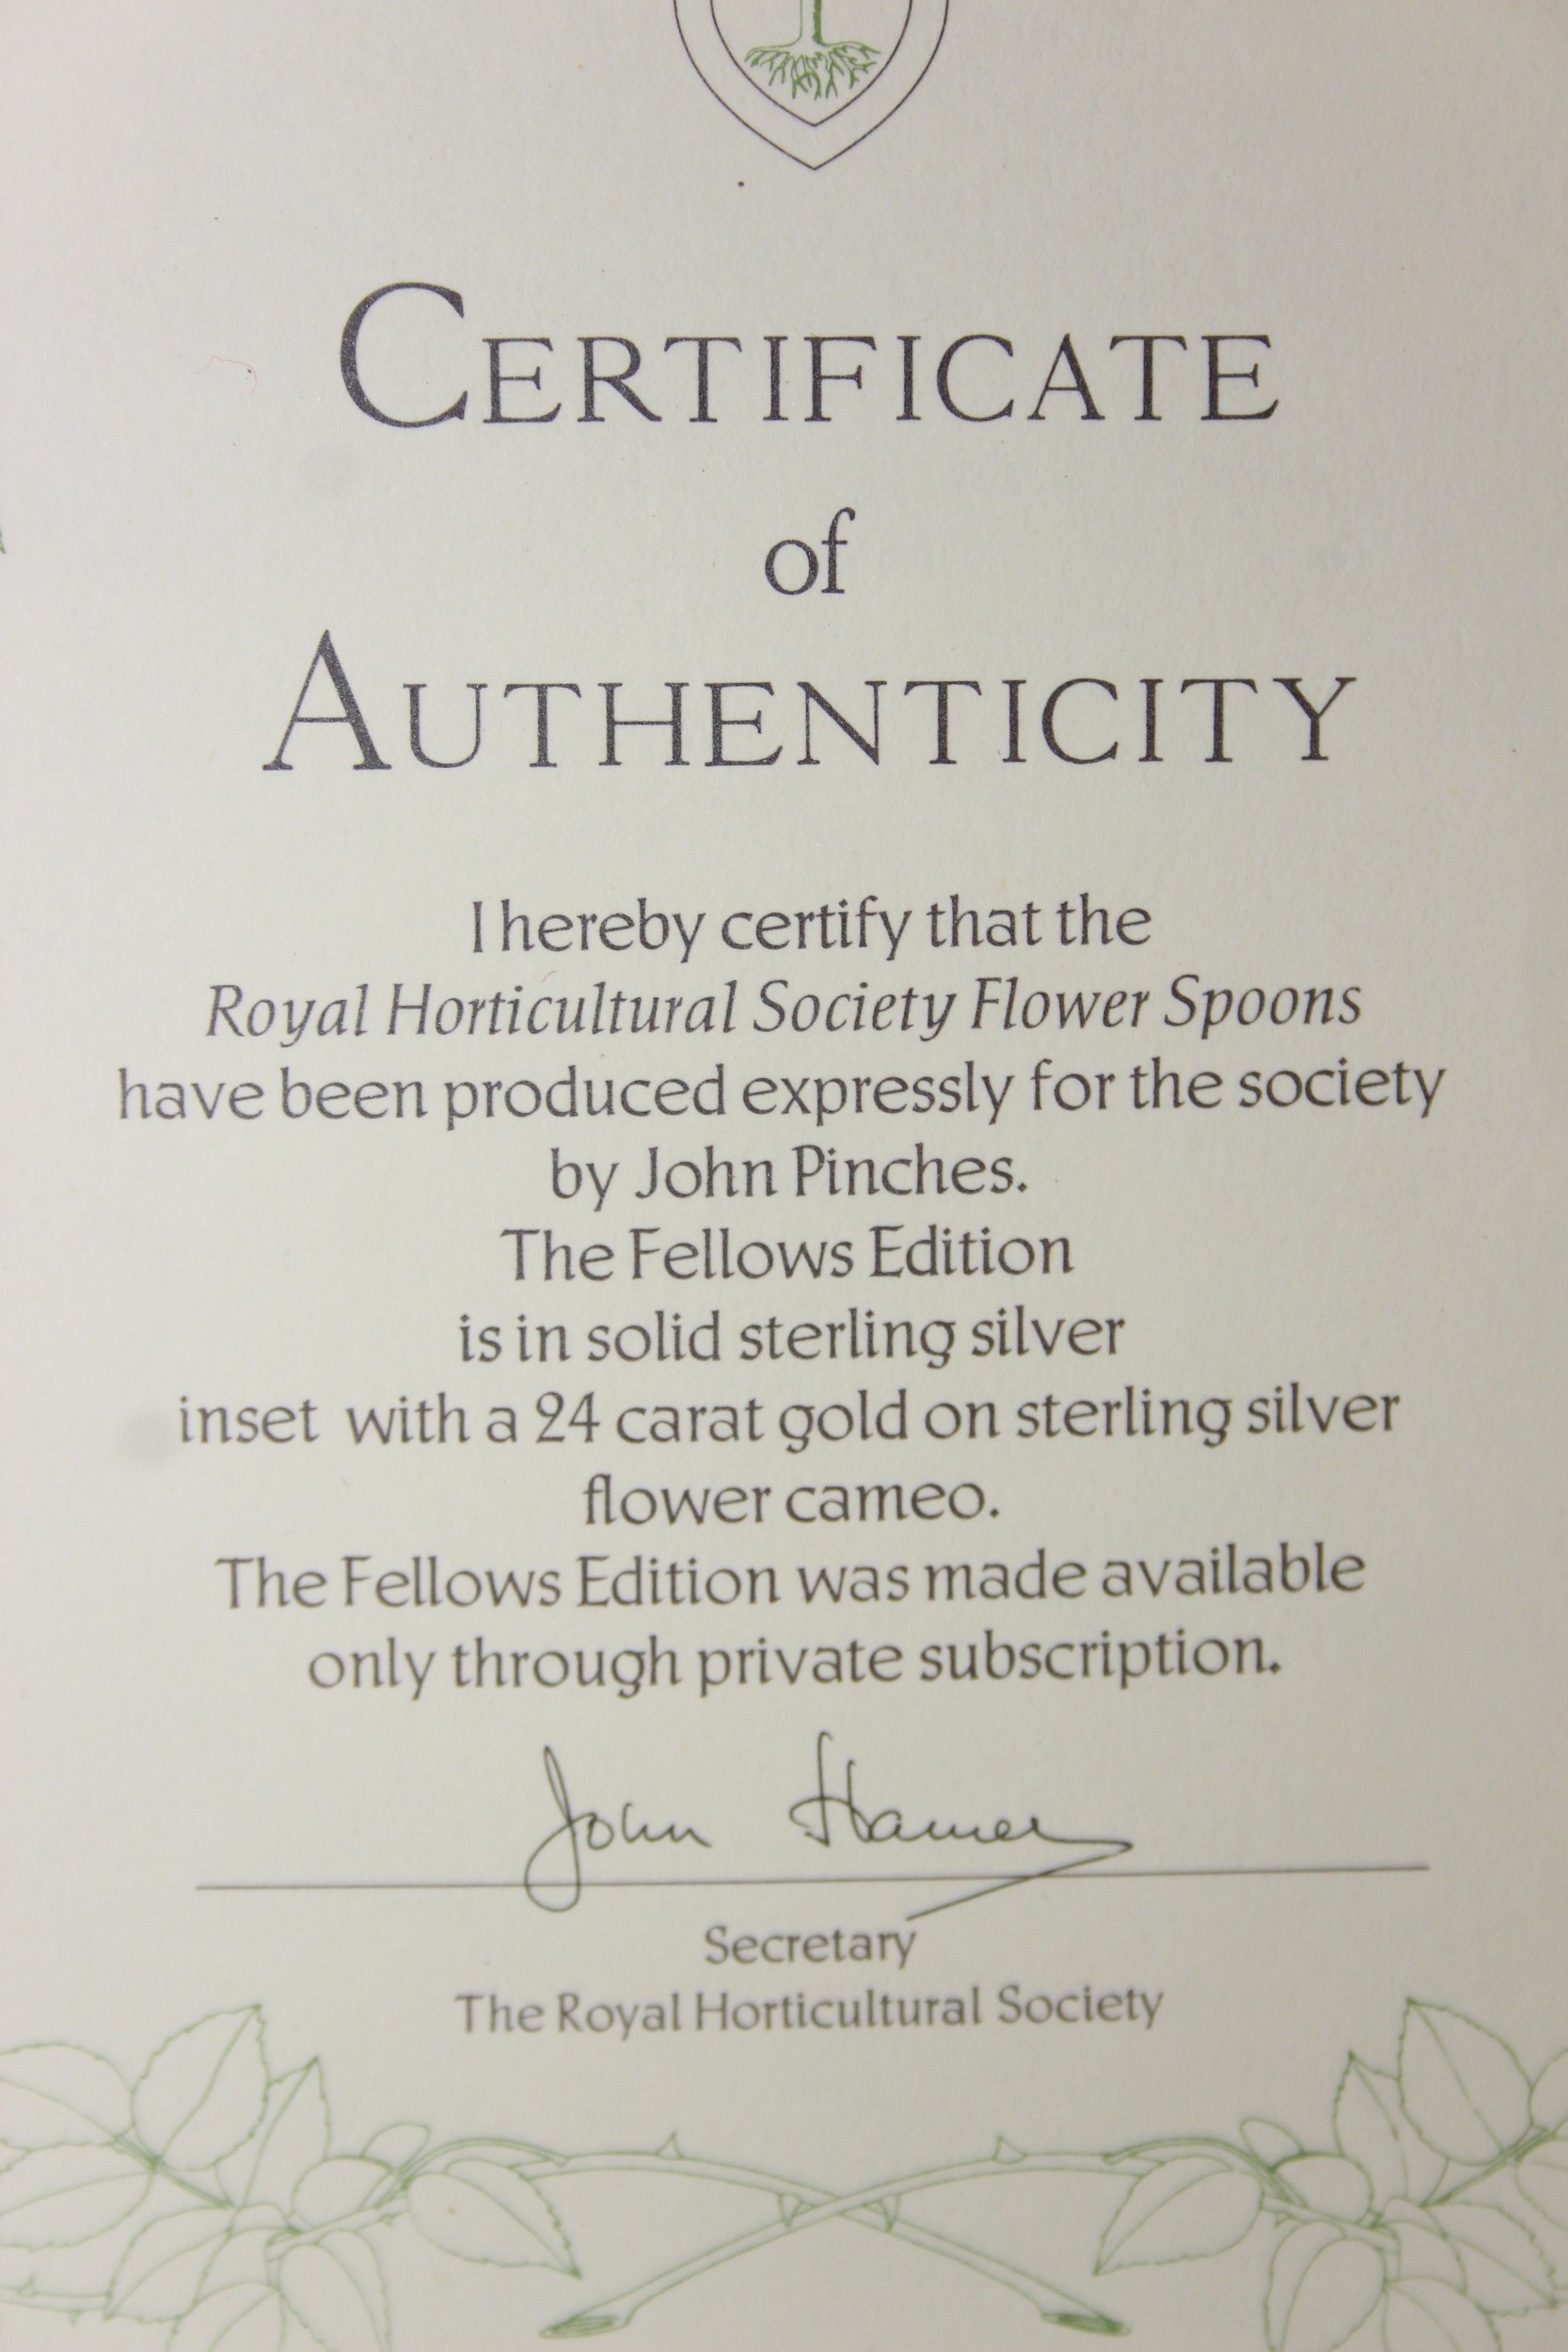 CERTIFICATE
of
AUTHENTICITY
I hereby certify that the
Royal Horticultural Society Flower Spoons
have been produced expressly for the society
by John Pinches.
The Fellows Edition
is in solid sterling silver
inset with a 24 carat gold on sterling silver
flower cameo.
The Fellows Edition was made available
only through private subscription.
John Hamer
Secretary
The Royal Horticultural Society